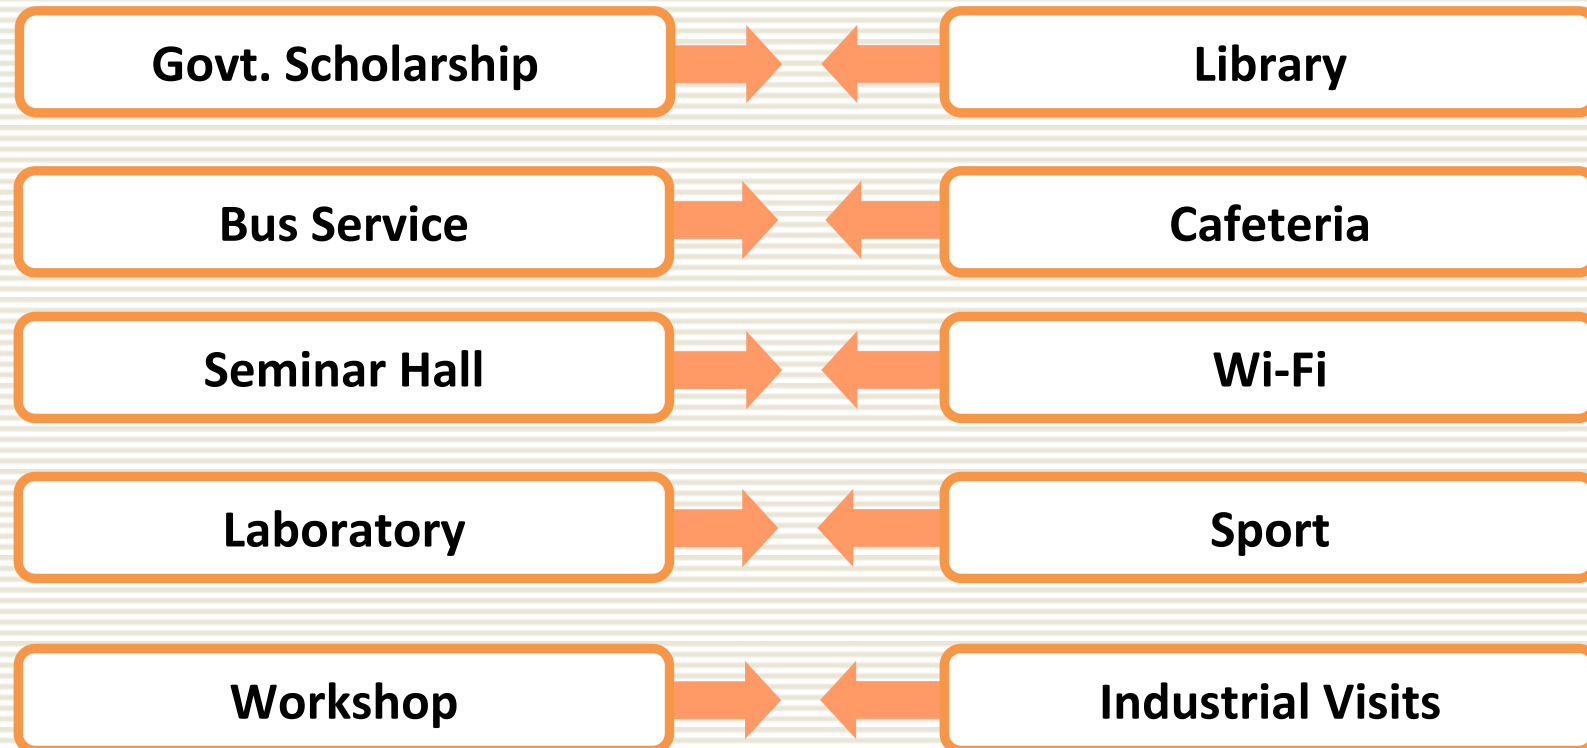 Govt. Scholarship
Library
Bus Service
Cafeteria
Seminar Hall
Wi-Fi
Laboratory
Sport
Workshop
Industrial Visits